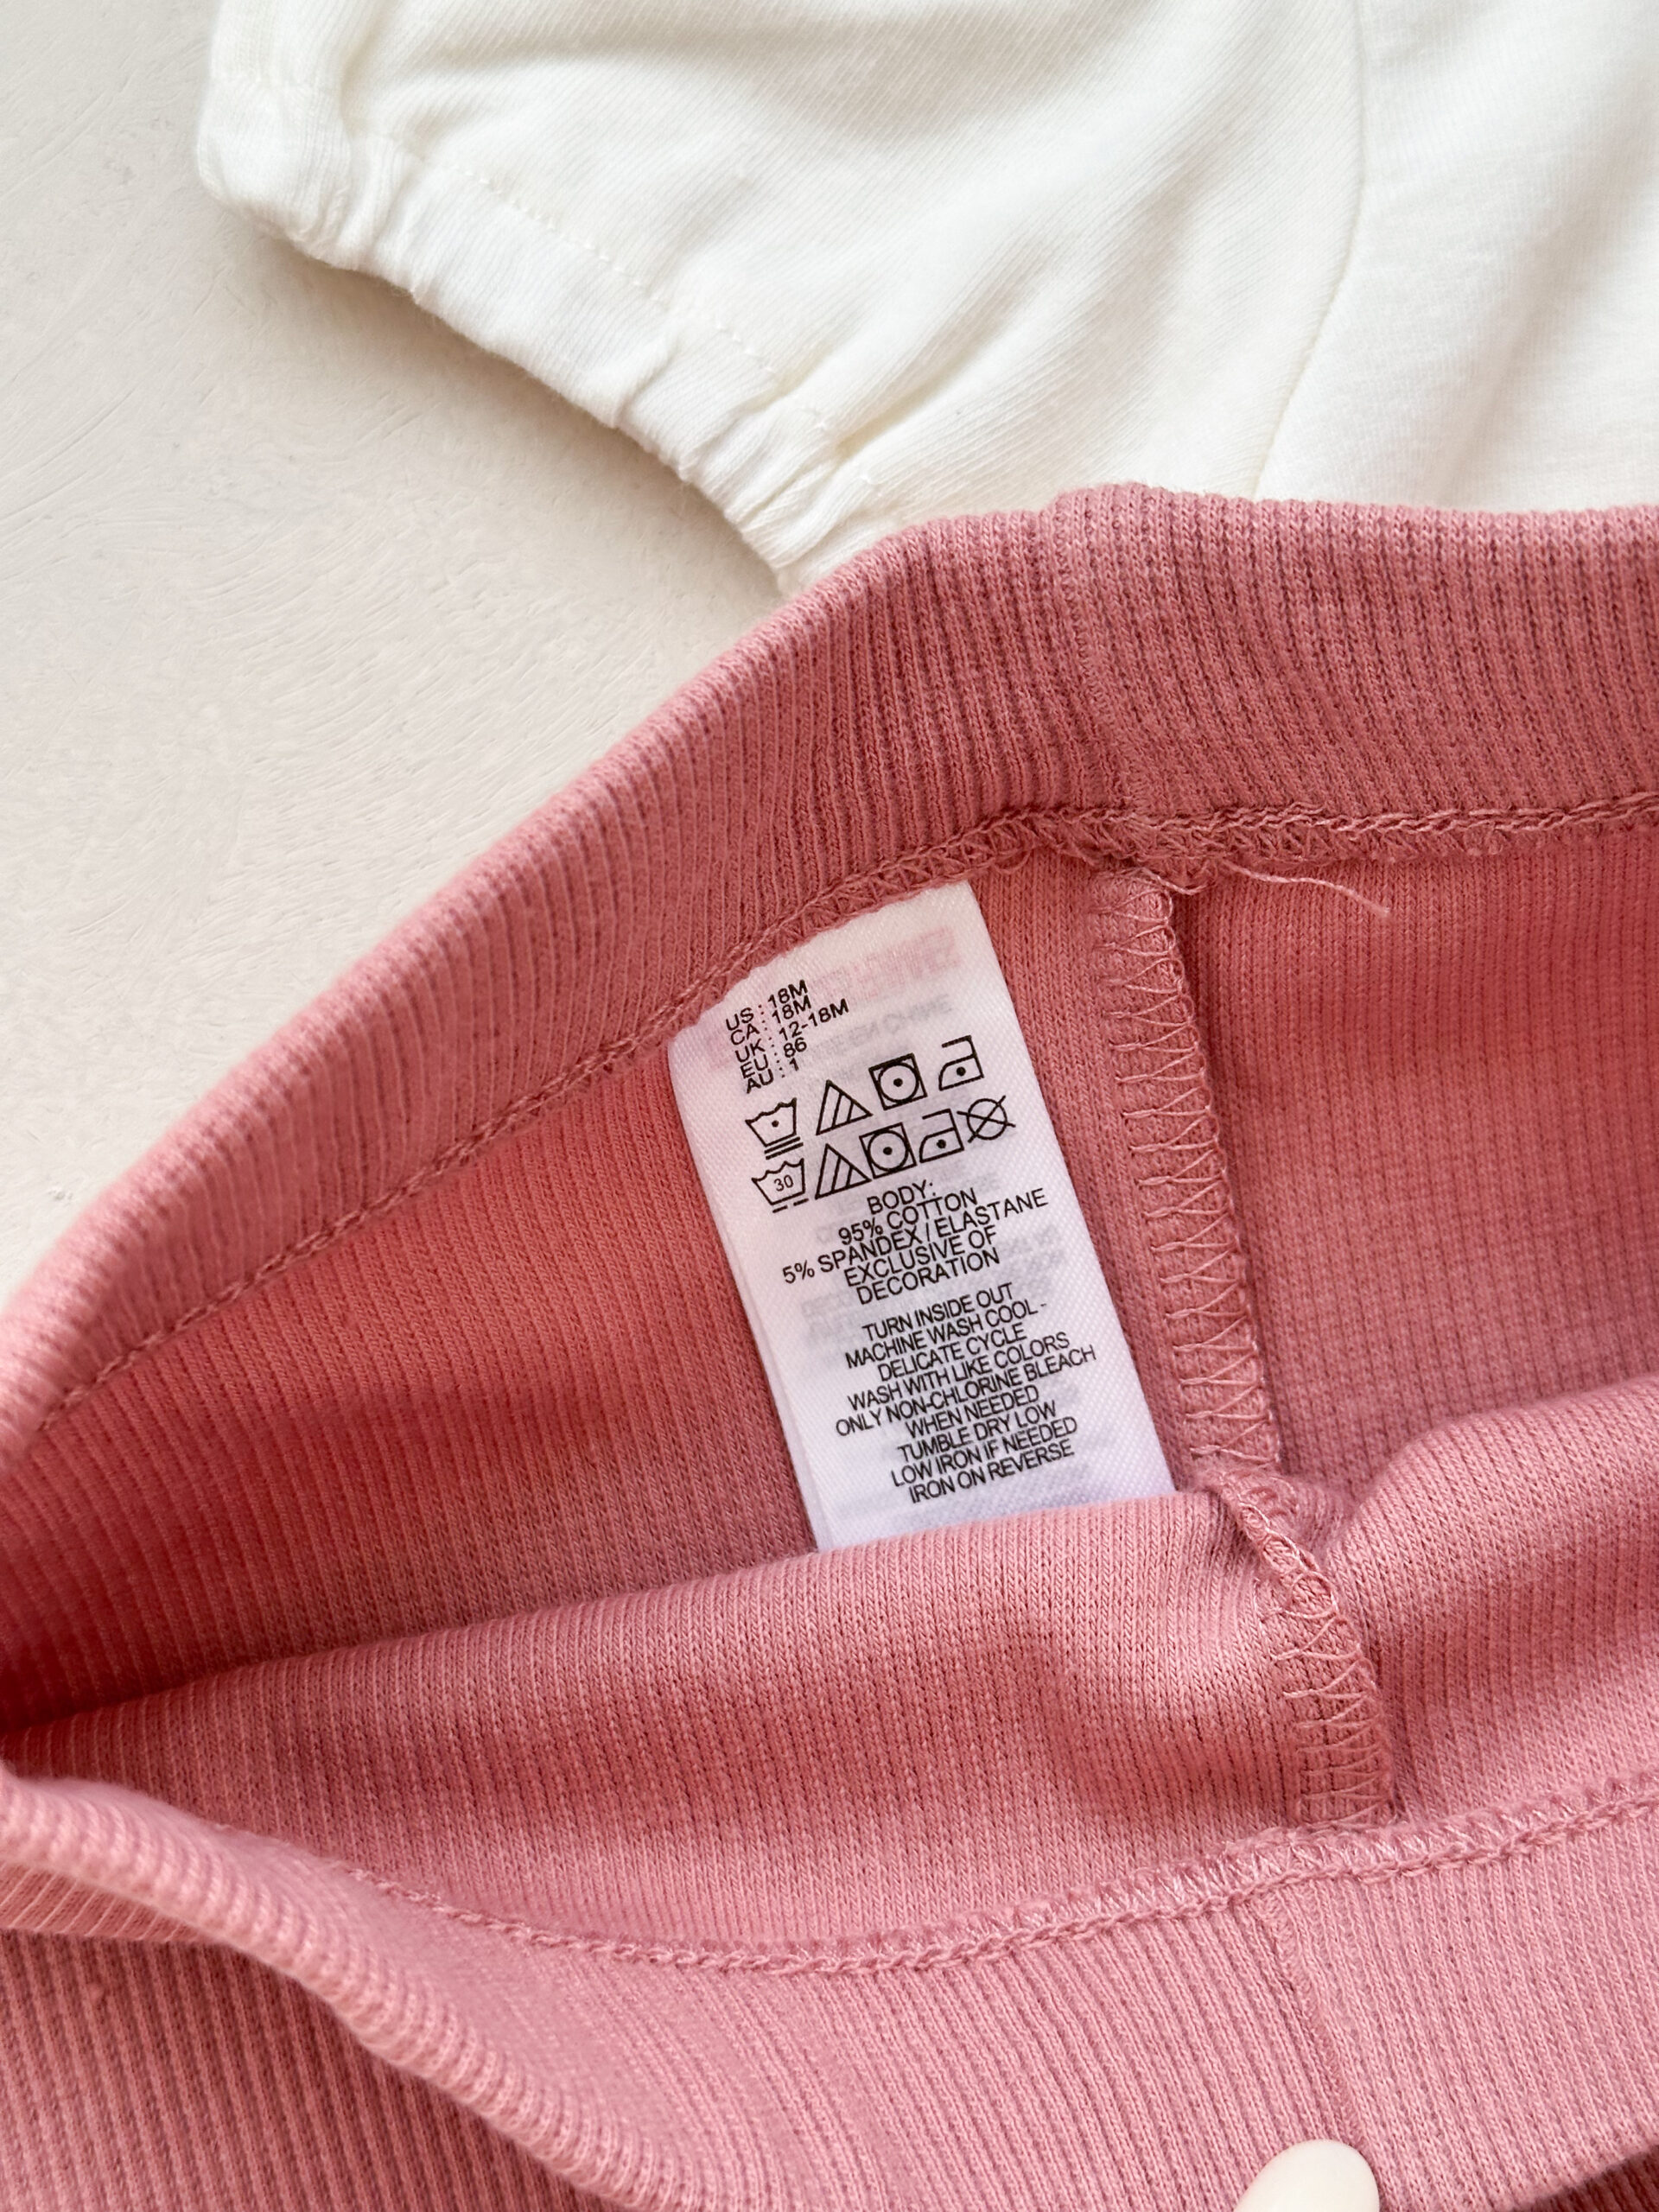 US : 18M
CA : 18M
UK : 12-18M
EU : 86
AU : 1
30
BODY:
95% COTTON
5% SPANDEX / ELASTANE
EXCLUSIVE OF
DECORATION
TURN INSIDE OUT
MACHINE WASH COOL -
DELICATE CYCLE
WASH WITH LIKE COLORS
ONLY NON-CHLORINE BLEACH
WHEN NEEDED
TUMBLE DRY LOW
LOW IRON IF NEEDED
IRON ON REVERSE